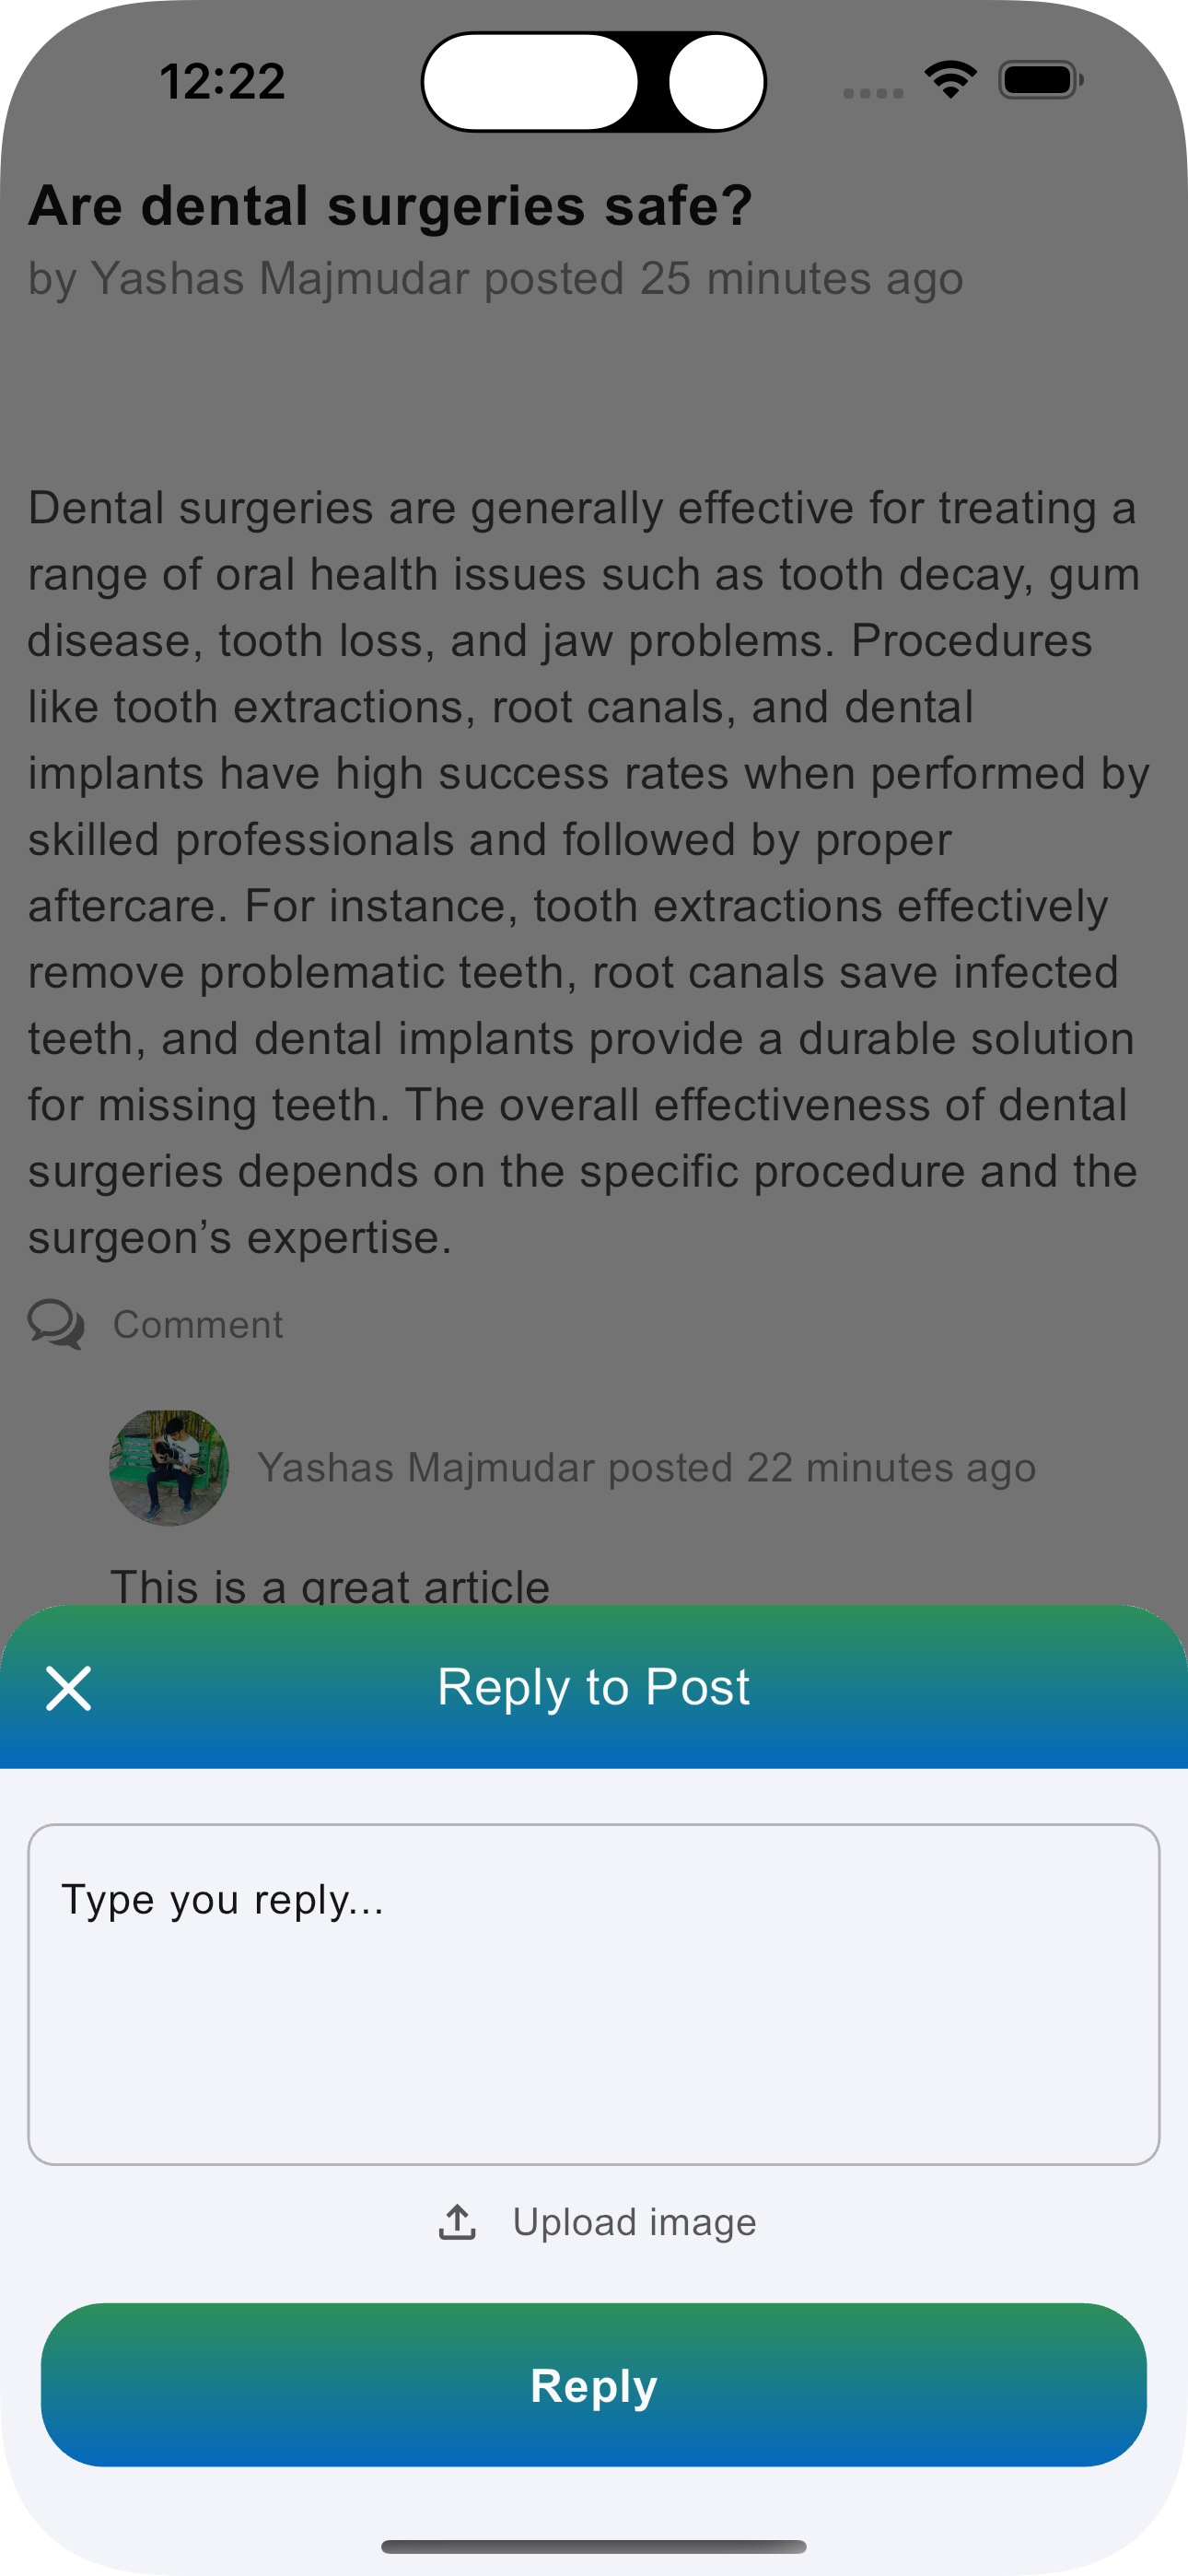 12:22
Are dental surgeries safe?
by Yashas Majmudar posted 25 minutes ago
Dental surgeries are generally effective for treating a
range of oral health issues such as tooth decay, gum
disease, tooth loss, and jaw problems. Procedures
like tooth extractions, root canals, and dental
implants have high success rates when performed by
skilled professionals and followed by proper
aftercare. For instance, tooth extractions effectively
remove problematic teeth, root canals save infected
teeth, and dental implants provide a durable solution
for missing teeth. The overall effectiveness of dental
surgeries depends on the specific procedure and the
surgeon’s expertise.
Comment
Yashas Majmudar posted 22 minutes ago
This is a great article
Reply to Post
Type you reply...
Upload image
Reply